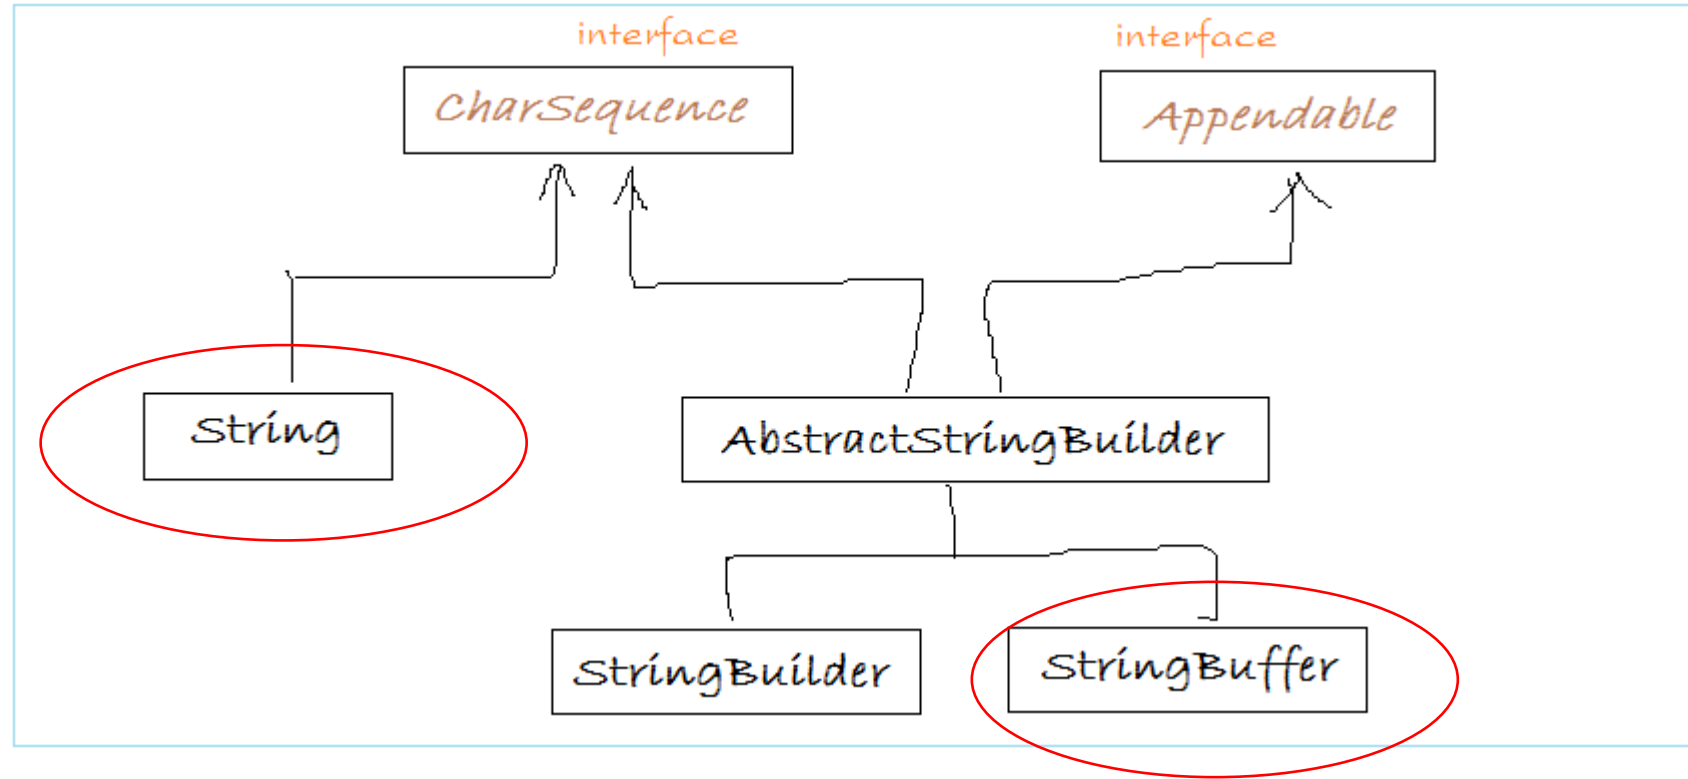 interface
interface
CharSequence
Appendable
String
AbstractStringBuilder
StringBuilder
StringBuffer